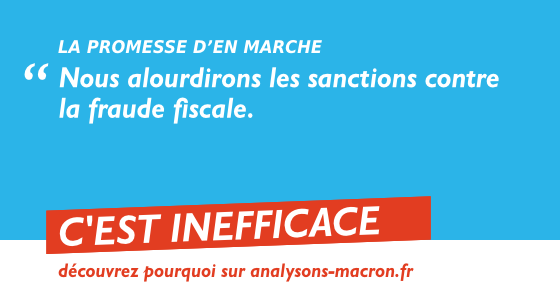 LA PROMESSE D’EN MARCHE
“ Nous alourdirons les sanctions contre
la fraude fiscale.
C'EST INEFFICACE
découvrez pourquoi sur analysons-macron.fr